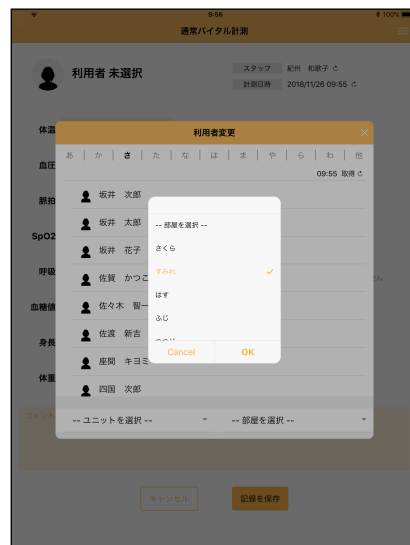 9:56
100%
通常バイタル計測
利用者 未選択
スタッフ 紀州 和歌子
計測日時 2018/11/26 09:55
利用者変更
あ か さ た な は ま や ら わ 他
09:55 取得
体温
血圧
脈拍
SpO2
呼吸
血糖値
身長
体重
坂井 次郎
坂井 太郎
坂井 花子
佐賀 かつこ
佐々木 智一
佐渡 新吉
座間 キヨミ
四国 次郎
-- 部屋を選択 --
さくら
すみれ
はす
ふじ
Cancel OK
-- ユニットを選択 -- -- 部屋を選択 --
コメント
キャンセル 記録を保存